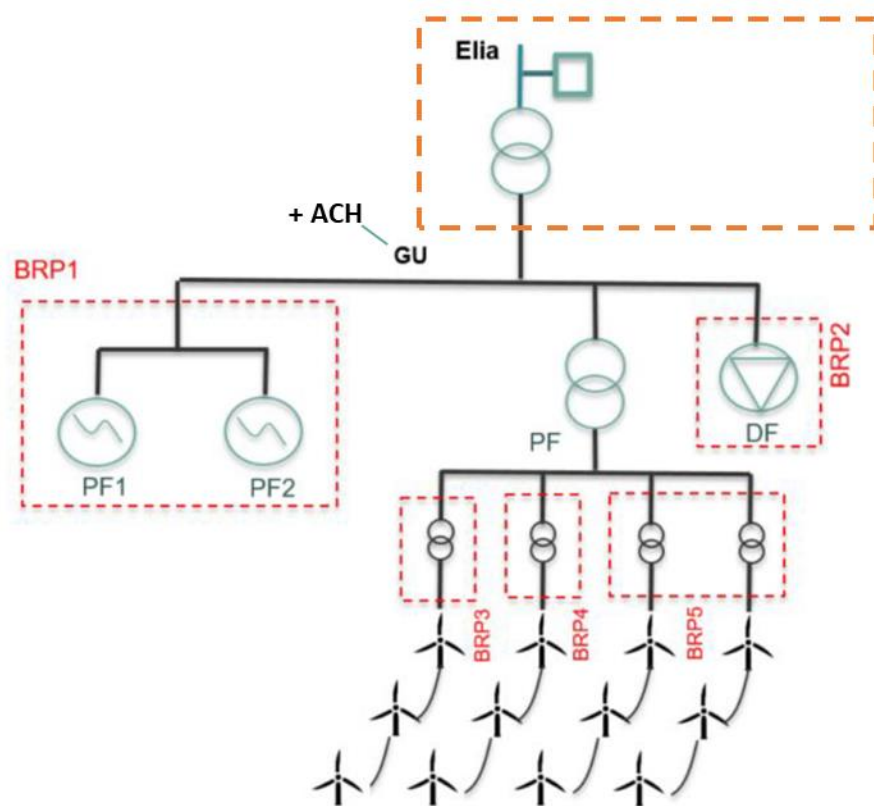 Elia
+ ACH
GU
BRP1
BRP2
PF1
PF2
PF
DF
BRP3
BRP4
BRP5